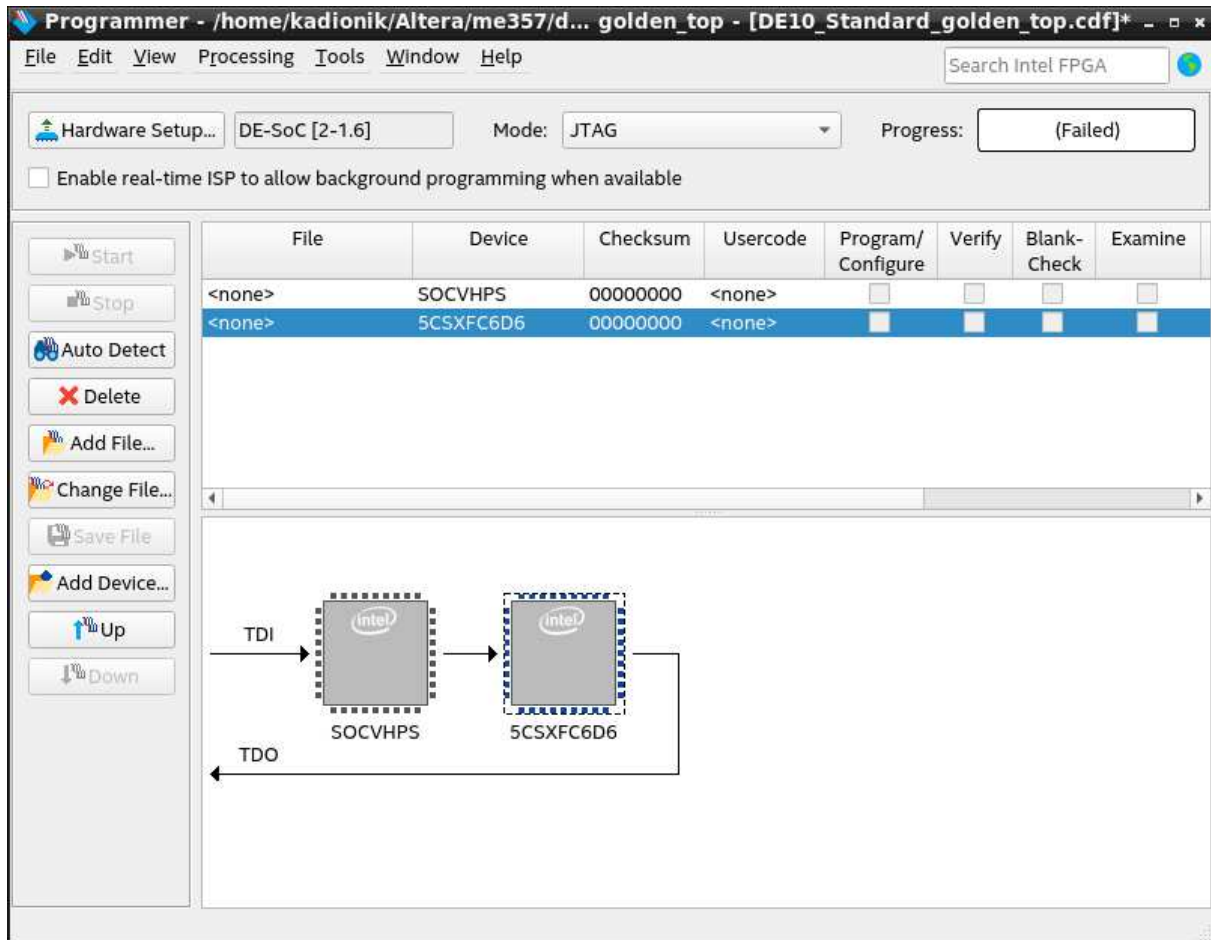 Programmer - /home/kadionik/Altera/me357/d... golden_top - [DE10_Standard_golden_top.cdf]*
File Edit View Processing Tools Window Help
Search Intel FPGA
Hardware Setup... DE-SoC [2-1.6] Mode: JTAG Progress: (Failed)
Enable real-time ISP to allow background programming when available
Start
Stop
Auto Detect
Delete
Add File...
Change File...
Save File
Add Device...
Up
Down
File Device Checksum Usercode Program/ Configure Verify Blank- Check Examine
<none> SOCVHPS 00000000 <none>
<none> 5CSXFC6D6 00000000 <none>
TDI
intel
SOCVHPS
intel
5CSXFC6D6
TDO